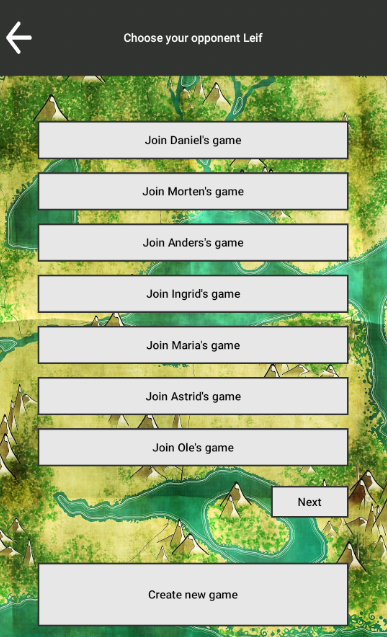 Choose your opponent Leif
Join Daniel's game
Join Morten's game
Join Anders's game
Join Ingrid's game
Join Maria's game
Join Astrid's game
Join Ole's game
Next
Create new game